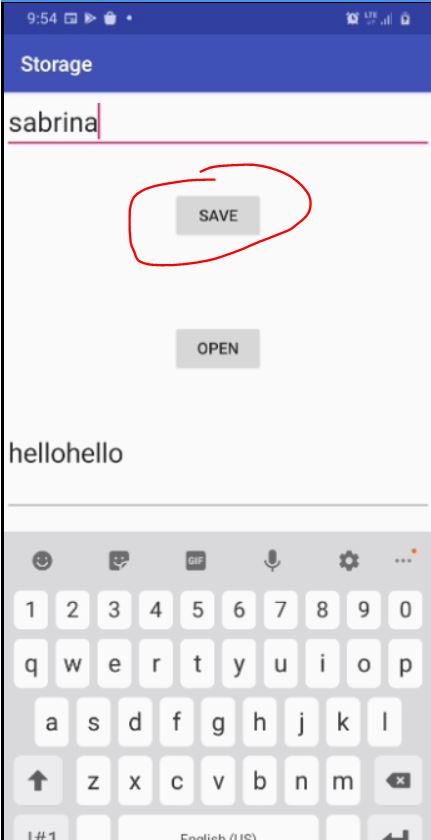 9:54
LTE
Storage
sabrina
SAVE
OPEN
hellohello
GIF
1 2 3 4 5 6 7 8 9 0
q w e r t y u i o p
a s d f g h j k l
z x c v b n m
!#1 English (US)